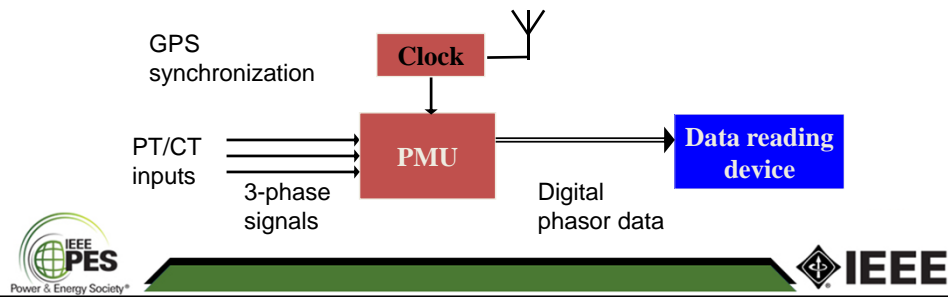 GPS
synchronization
Clock
PT/CT
inputs
PMU
Data reading
device
3-phase
signals
Digital
phasor data
IEEE
PES
Power & Energy Society®
IEEE